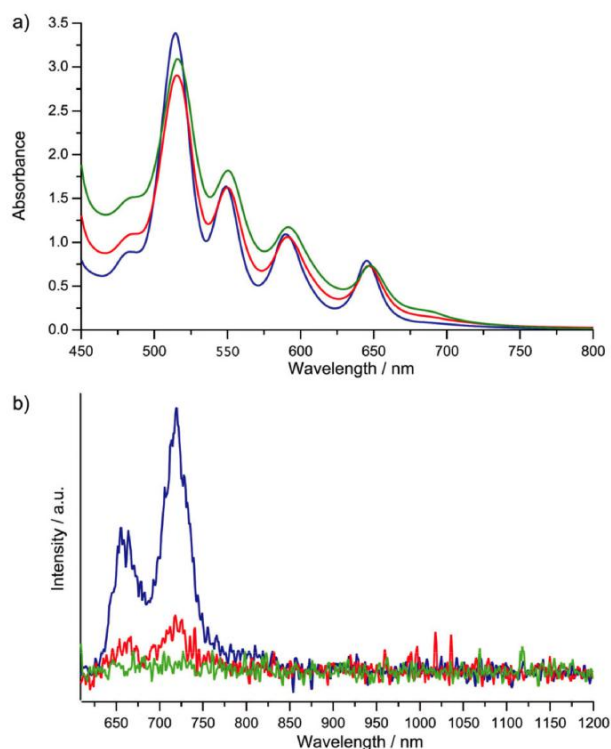 a)
3.5
3.0
2.5
2.0
1.5
1.0
0.5
0.0
Absorbance
450 500 550 600 650 700 750 800
Wavelength / nm
b)
Intensity / a.u.
650 700 750 800 850 900 950 1000 1050 1100 1150 1200
Wavelength / nm